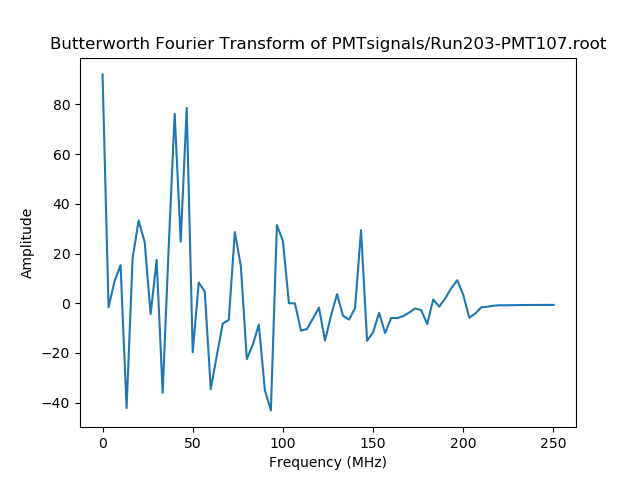 Butterworth Fourier Transform of PMTsignals/Run203-PMT107.root
80
60
40
20
0
−20
−40
Amplitude
0 50 100 150 200 250
Frequency (MHz)